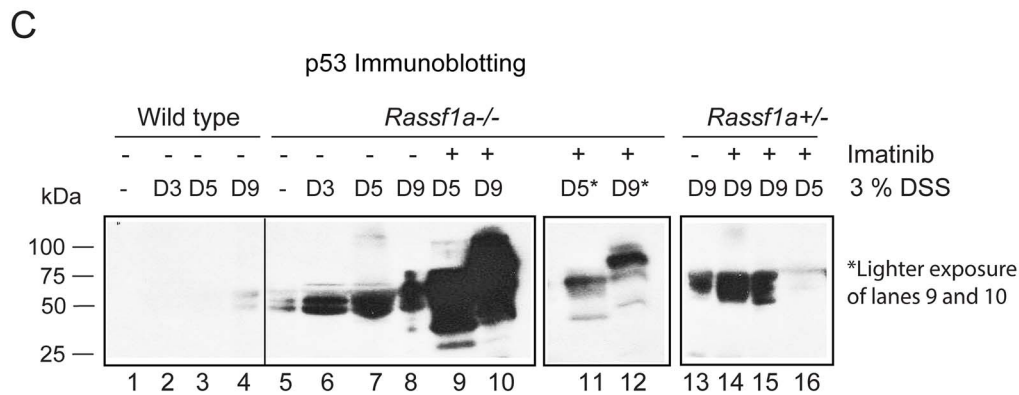 C
p53 Immunoblotting
Wild type Rassf1a-/- Rassf1a+/-
- - - - - - - - + + + + - + + + Imatinib
- D3 D5 D9 - D3 D5 D9 D5 D9 D5* D9* D9 D9 D9 D5 3 % DSS
kDa
100
75
50
25
*Lighter exposure
of lanes 9 and 10
1 2 3 4 5 6 7 8 9 10 11 12 13 14 15 16